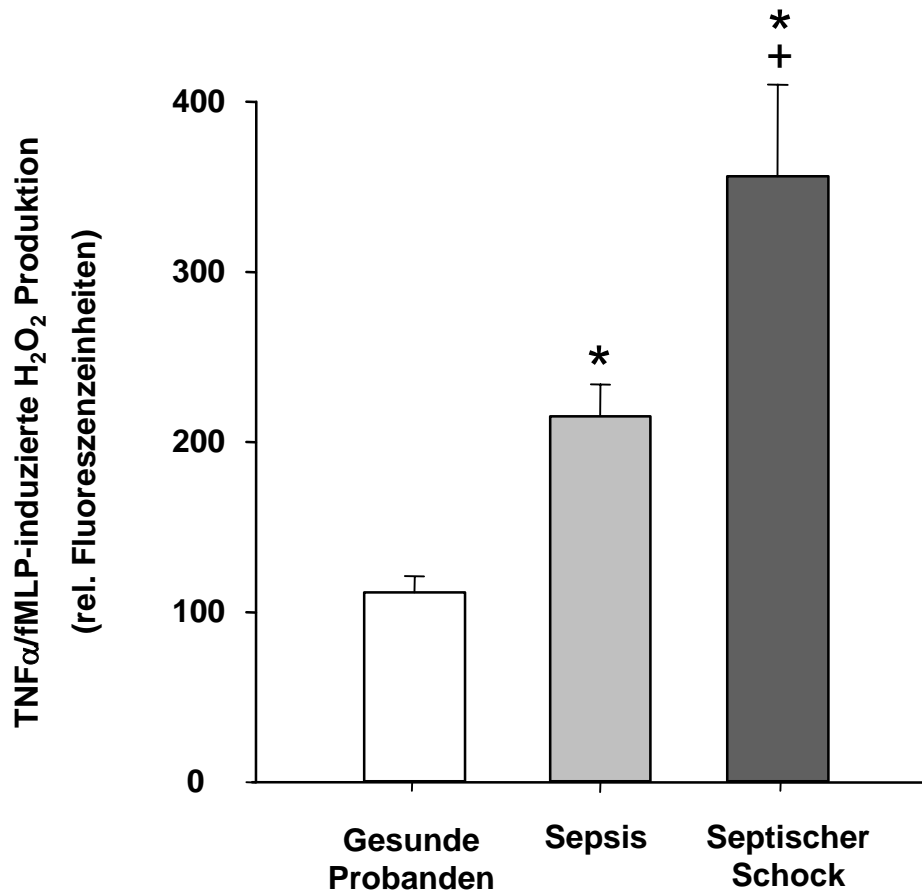 TNFα/fMLP-induzierte H₂O₂ Produktion
(rel. Fluoreszenzeinheiten)
400
300
200
100
0
*
*
+
Gesunde
Probanden
Sepsis
Septischer
Schock